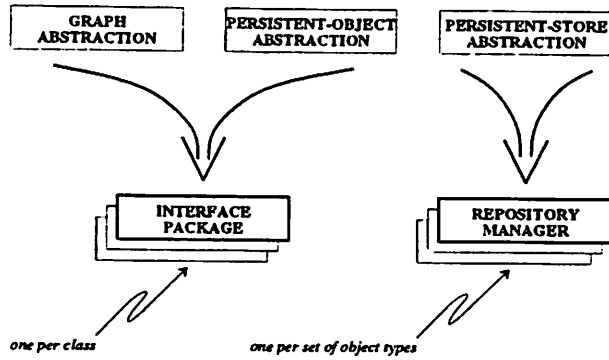 GRAPH
ABSTRACTION
PERSISTENT-OBJECT
ABSTRACTION
PERSISTENT-STORE
ABSTRACTION
INTERFACE
PACKAGE
REPOSITORY
MANAGER
one per class
one per set of object types